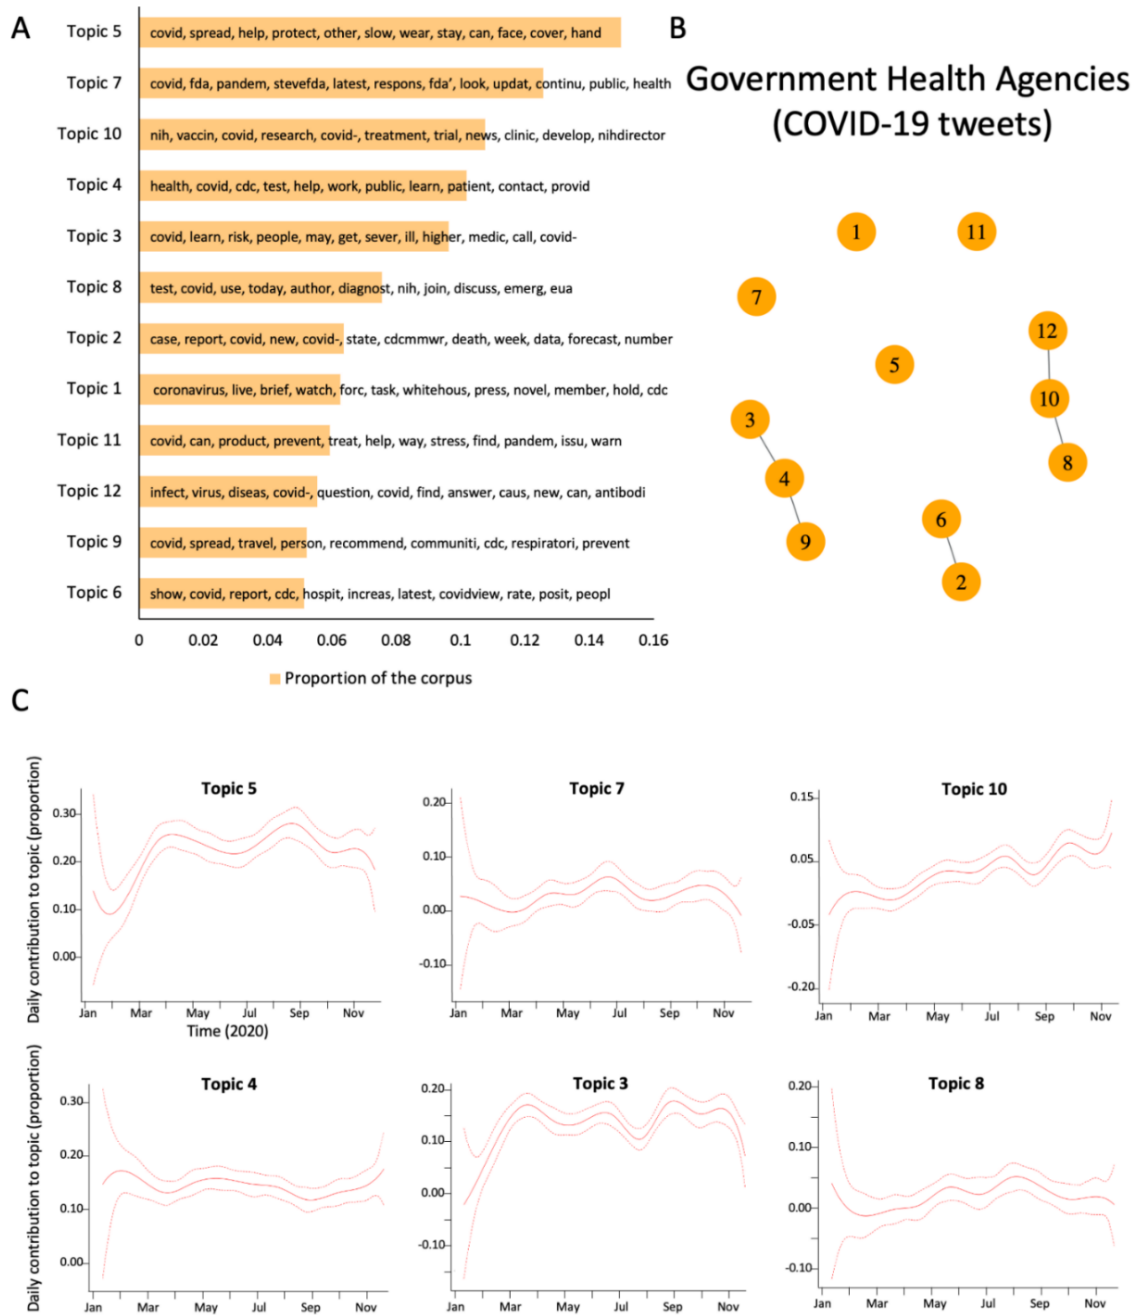 A
Topic 5 covid, spread, help, protect, other, slow, wear, stay, can, face, cover, hand
Topic 7 covid, fda, pandem, stevefda, latest, respons, fda', look, updat, continu, public, health
Topic 10 nih, vaccin, covid, research, covid-, treatment, trial, news, clinic, develop, nihdirector
Topic 4 health, covid, cdc, test, help, work, public, learn, patient, contact, provid
Topic 3 covid, learn, risk, people, may, get, sever, ill, higher, medic, call, covid-
Topic 8 test, covid, use, today, author, diagnost, nih, join, discuss, emerg, eua
Topic 2 case, report, covid, new, covid-, state, cdcmmwr, death, week, data, forecast, number
Topic 1 coronavirus, live, brief, watch, forc, task, whitehous, press, novel, member, hold, cdc
Topic 11 covid, can, product, prevent, treat, help, way, stress, find, pandem, issu, warn
Topic 12 infect, virus, diseas, covid-, question, covid, find, answer, caus, new, can, antibodi
Topic 9 covid, spread, travel, person, recommend, communiti, cdc, respiratori, prevent
Topic 6 show, covid, report, cdc, hospit, increas, latest, covidview, rate, posit, peopl
0 0.02 0.04 0.06 0.08 0.1 0.12 0.14 0.16
Proportion of the corpus
B
Government Health Agencies
(COVID-19 tweets)
1 11
7
12
5
10
3
8
4
6
9
2
C
Daily contribution to topic (proportion)
Topic 5
0.30
0.20
0.10
0.00
Jan Mar May Jul Sep Nov
Time (2020)
Topic 7
0.20
0.10
0.00
-0.10
Jan Mar May Jul Sep Nov
Topic 10
0.15
0.05
-0.05
-0.20
Jan Mar May Jul Sep Nov
Daily contribution to topic (proportion)
Topic 4
0.30
0.20
0.10
0.00
Jan Mar May Jul Sep Nov
Topic 3
0.20
0.10
0.00
-0.10
Jan Mar May Jul Sep Nov
Topic 8
0.20
0.10
0.00
-0.10
Jan Mar May Jul Sep Nov